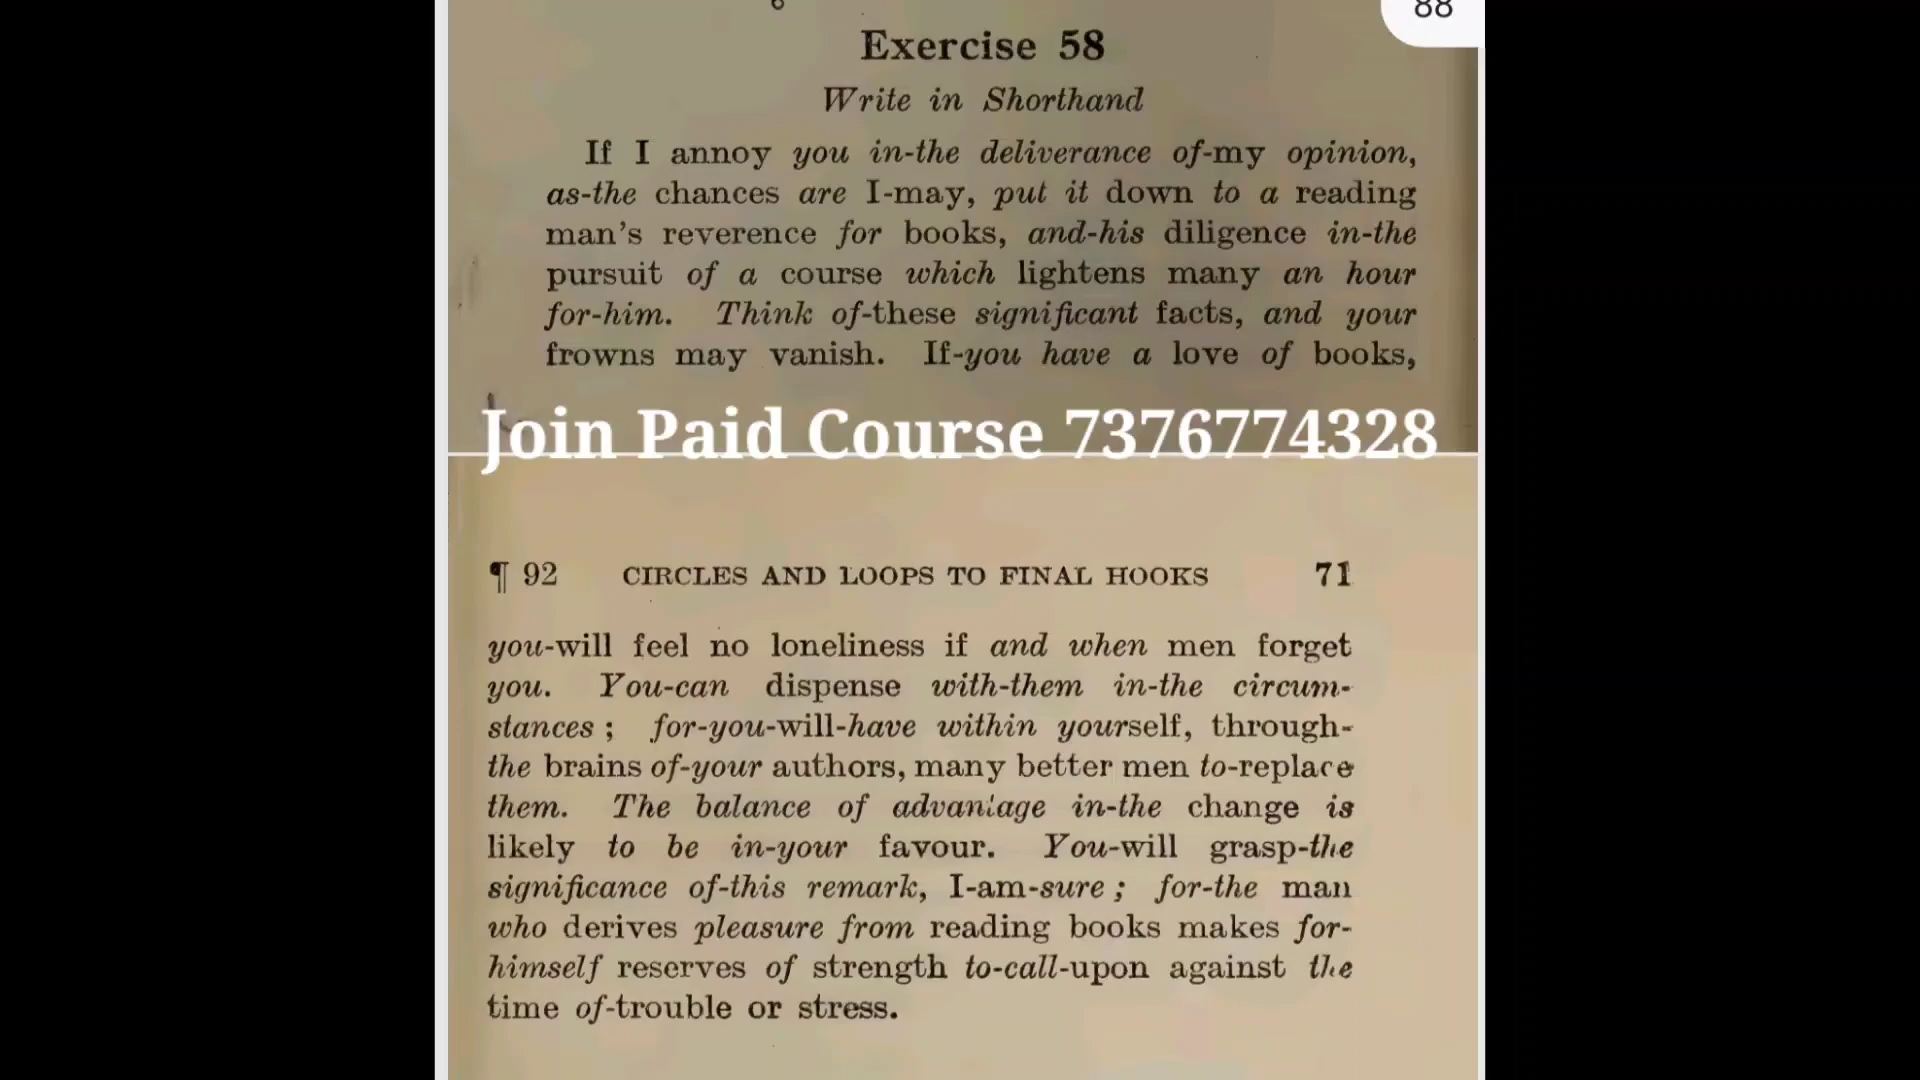 88
Exercise 58
Write in Shorthand
If I annoy you in-the deliverance of-my opinion,
as-the chances are I-may, put it down to a reading
man's reverence for books, and-his diligence in-the
pursuit of a course which lightens many an hour
for-him. Think of-these significant facts, and your
frowns may vanish. If-you have a love of books,
Join Paid Course 7376774328
¶ 92 CIRCLES AND LOOPS TO FINAL HOOKS 71
you-will feel no loneliness if and when men forget
you. You-can dispense with-them in-the circum-
stances ; for-you-will-have within yourself, through-
the brains of-your authors, many better men to-replace
them. The balance of advantage in-the change is
likely to be in-your favour. You-will grasp-the
significance of-this remark, I-am-sure ; for-the man
who derives pleasure from reading books makes for-
himself reserves of strength to-call-upon against the
time of-trouble or stress.